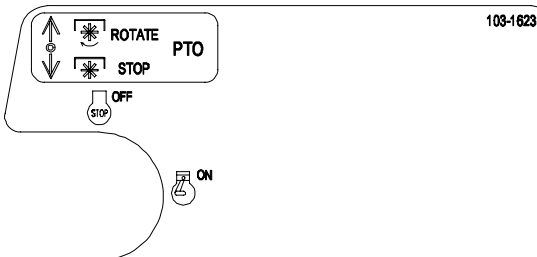 103-1623
ROTATE
PTO
STOP
OFF
STOP
ON